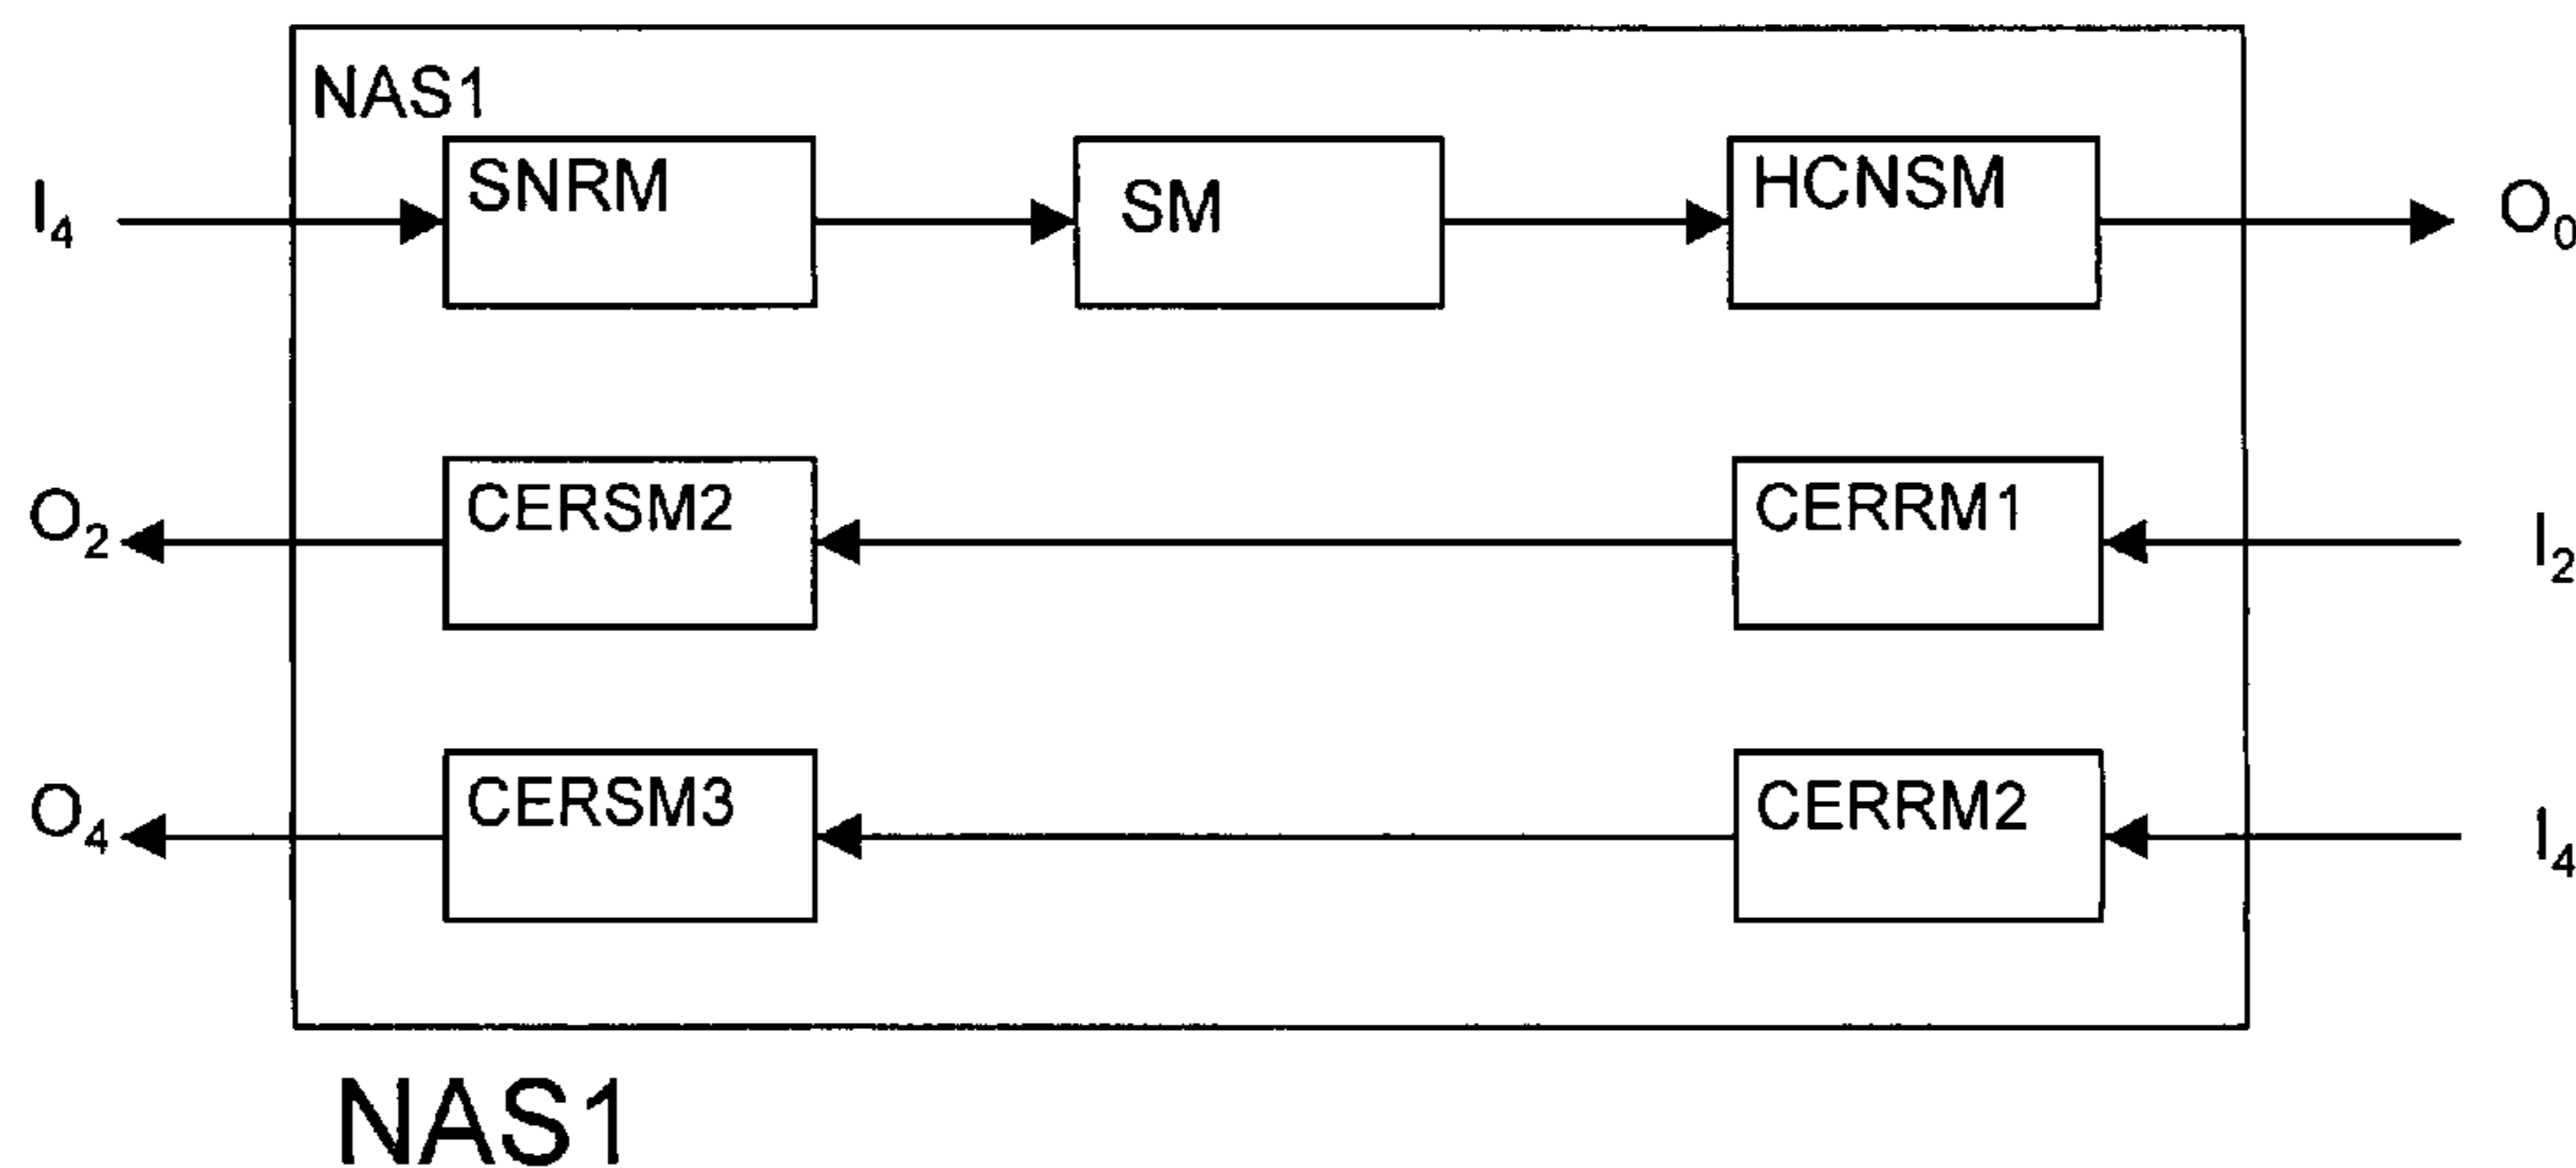 NAS1
I4 SNRM SM HCNSM O0
O2 CERSM2 CERRM1 I2
O4 CERSM3 CERRM2 I4
NAS1